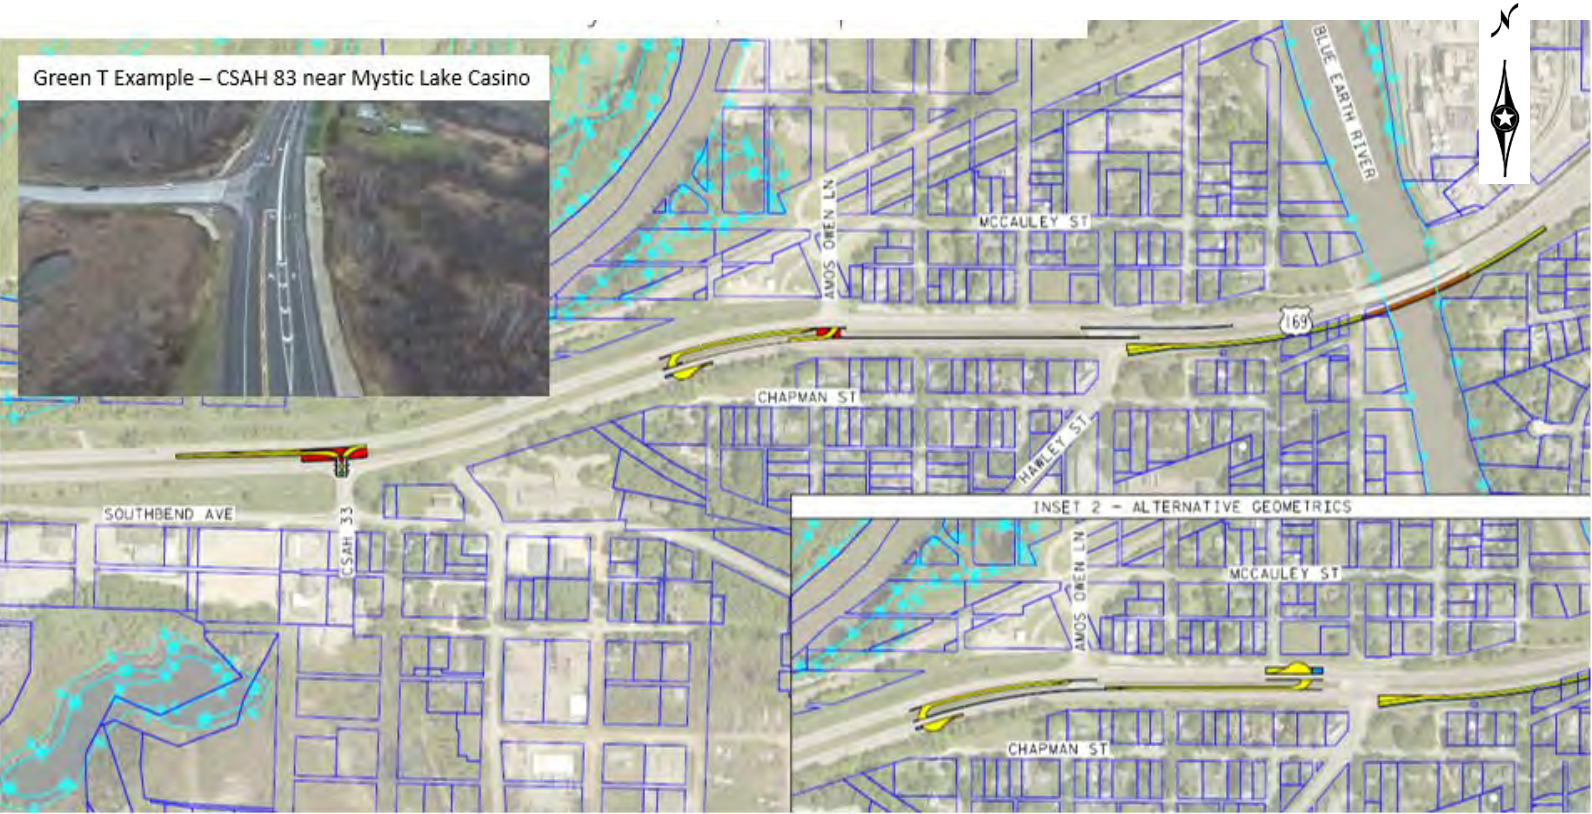 N
Green T Example – CSAH 83 near Mystic Lake Casino
BLUE EARTH RIVER
AMOS OWEN LN
MCCAULEY ST
169
CHAPMAN ST
HAWLEY ST
SOUTHBEND AVE
CSAH 33
INSET 2 - ALTERNATIVE GEOMETRICS
AMOS OWEN LN
MCCAULEY ST
CHAPMAN ST